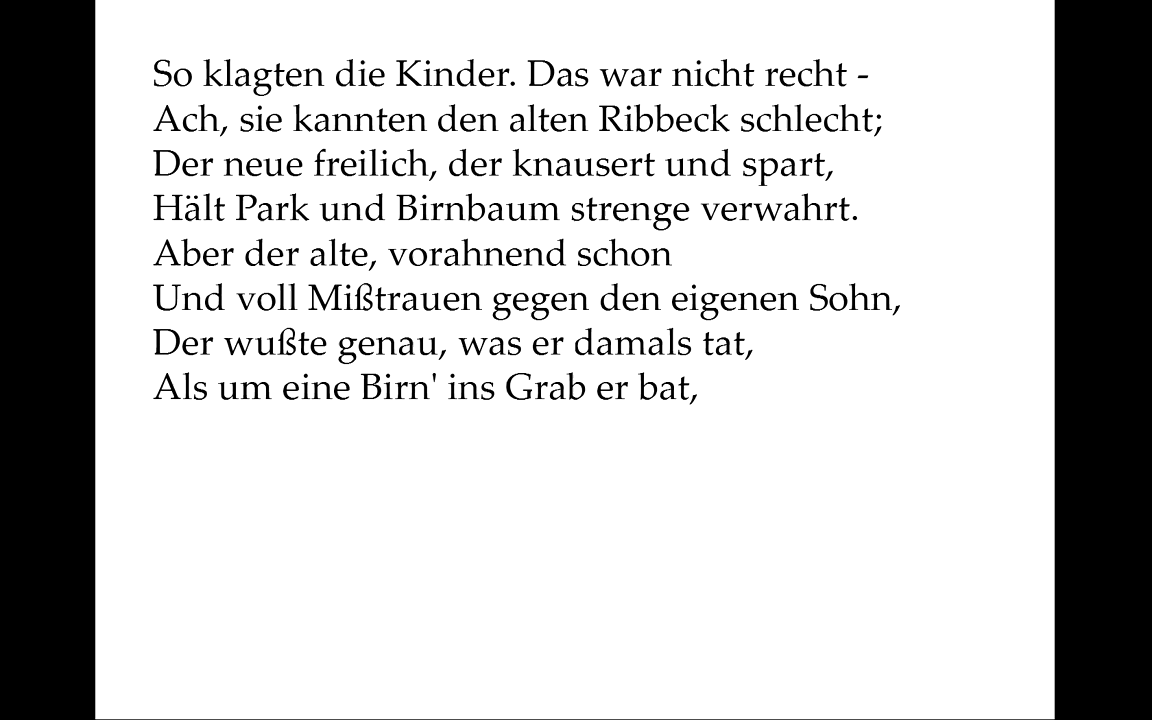 So klagten die Kinder. Das war nicht recht -
Ach, sie kannten den alten Ribbeck schlecht;
Der neue freilich, der knausert und spart,
Hält Park und Birnbaum strenge verwahrt.
Aber der alte, vorahnend schon
Und voll Mißtrauen gegen den eigenen Sohn,
Der wußte genau, was er damals tat,
Als um eine Birn' ins Grab er bat,